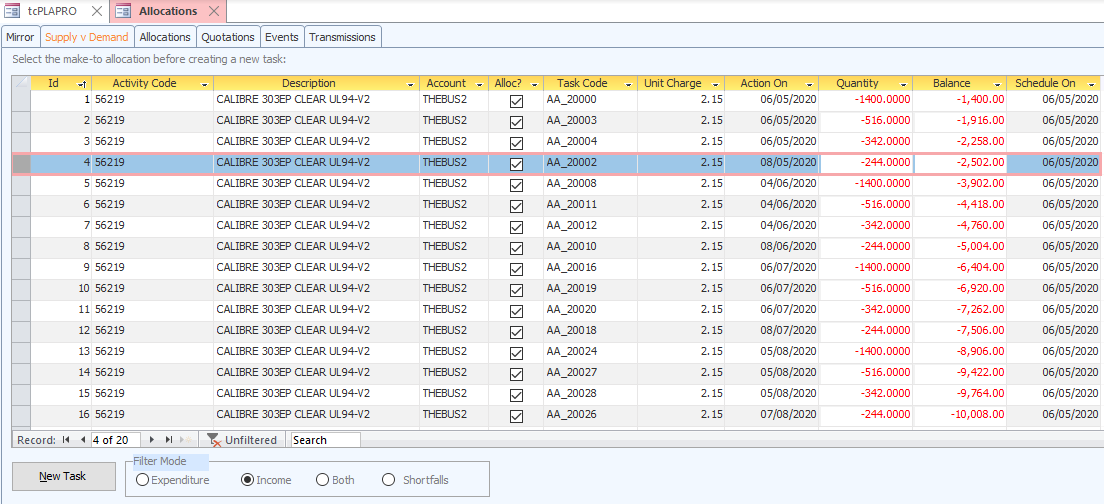 tcPLAPRO Allocations
Mirror Supply v Demand Allocations Quotations Events Transmissions
Select the make-to allocation before creating a new task:
Id Activity Code Description Account Alloc? Task Code Unit Charge Action On Quantity Balance Schedule On
1 56219 CALIBRE 303EP CLEAR UL94-V2 THEBUS2 AA_20000 2.15 06/05/2020 -1400.0000 -1,400.00 06/05/2020
2 56219 CALIBRE 303EP CLEAR UL94-V2 THEBUS2 AA_20003 2.15 06/05/2020 -516.0000 -1,916.00 06/05/2020
3 56219 CALIBRE 303EP CLEAR UL94-V2 THEBUS2 AA_20004 2.15 06/05/2020 -342.0000 -2,258.00 06/05/2020
4 56219 CALIBRE 303EP CLEAR UL94-V2 THEBUS2 AA_20002 2.15 08/05/2020 -244.0000 -2,502.00 06/05/2020
5 56219 CALIBRE 303EP CLEAR UL94-V2 THEBUS2 AA_20008 2.15 04/06/2020 -1400.0000 -3,902.00 06/05/2020
6 56219 CALIBRE 303EP CLEAR UL94-V2 THEBUS2 AA_20011 2.15 04/06/2020 -516.0000 -4,418.00 06/05/2020
7 56219 CALIBRE 303EP CLEAR UL94-V2 THEBUS2 AA_20012 2.15 04/06/2020 -342.0000 -4,760.00 06/05/2020
8 56219 CALIBRE 303EP CLEAR UL94-V2 THEBUS2 AA_20010 2.15 08/06/2020 -244.0000 -5,004.00 06/05/2020
9 56219 CALIBRE 303EP CLEAR UL94-V2 THEBUS2 AA_20016 2.15 06/07/2020 -1400.0000 -6,404.00 06/05/2020
10 56219 CALIBRE 303EP CLEAR UL94-V2 THEBUS2 AA_20019 2.15 06/07/2020 -516.0000 -6,920.00 06/05/2020
11 56219 CALIBRE 303EP CLEAR UL94-V2 THEBUS2 AA_20020 2.15 06/07/2020 -342.0000 -7,262.00 06/05/2020
12 56219 CALIBRE 303EP CLEAR UL94-V2 THEBUS2 AA_20018 2.15 08/07/2020 -244.0000 -7,506.00 06/05/2020
13 56219 CALIBRE 303EP CLEAR UL94-V2 THEBUS2 AA_20024 2.15 05/08/2020 -1400.0000 -8,906.00 06/05/2020
14 56219 CALIBRE 303EP CLEAR UL94-V2 THEBUS2 AA_20027 2.15 05/08/2020 -516.0000 -9,422.00 06/05/2020
15 56219 CALIBRE 303EP CLEAR UL94-V2 THEBUS2 AA_20028 2.15 05/08/2020 -342.0000 -9,764.00 06/05/2020
16 56219 CALIBRE 303EP CLEAR UL94-V2 THEBUS2 AA_20026 2.15 07/08/2020 -244.0000 -10,008.00 06/05/2020
Record: 4 of 20 Unfiltered Search
Filter Mode
New Task Expenditure Income Both Shortfalls